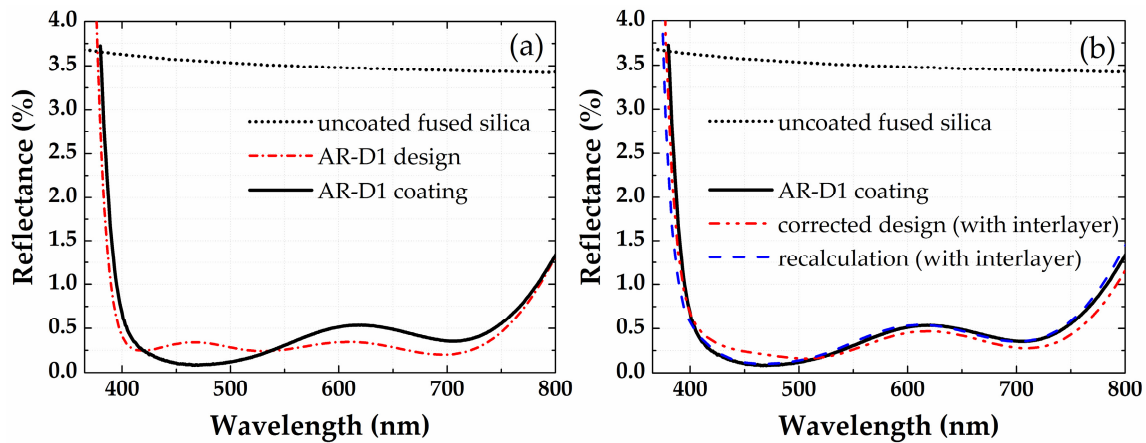 (a)
4.0
3.5
3.0
2.5
2.0
1.5
1.0
0.5
0.0
Reflectance (%)
uncoated fused silica
AR-D1 design
AR-D1 coating
400 500 600 700 800
Wavelength (nm)
(b)
4.0
3.5
3.0
2.5
2.0
1.5
1.0
0.5
0.0
Reflectance (%)
uncoated fused silica
AR-D1 coating
corrected design (with interlayer)
recalculation (with interlayer)
400 500 600 700 800
Wavelength (nm)